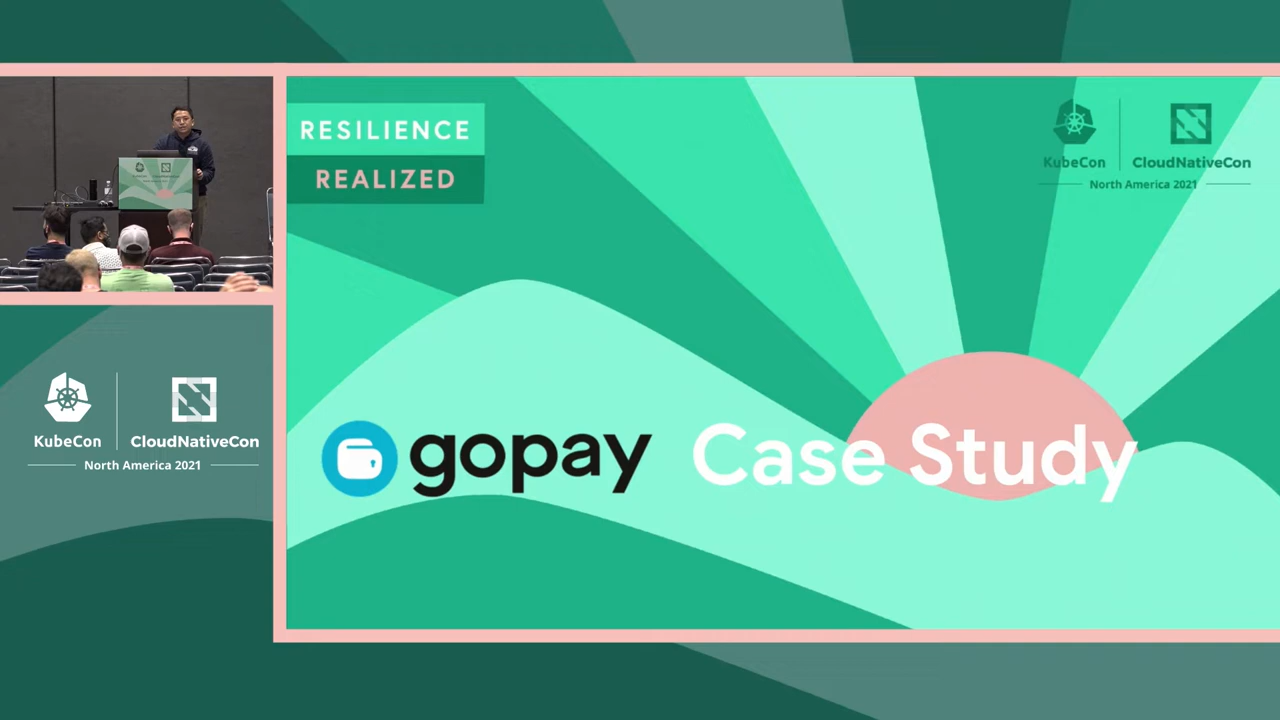 RESILIENCE
REALIZED
KubeCon
CloudNativeCon
North America 2021
gopay Case Study
KubeCon
CloudNativeCon
North America 2021